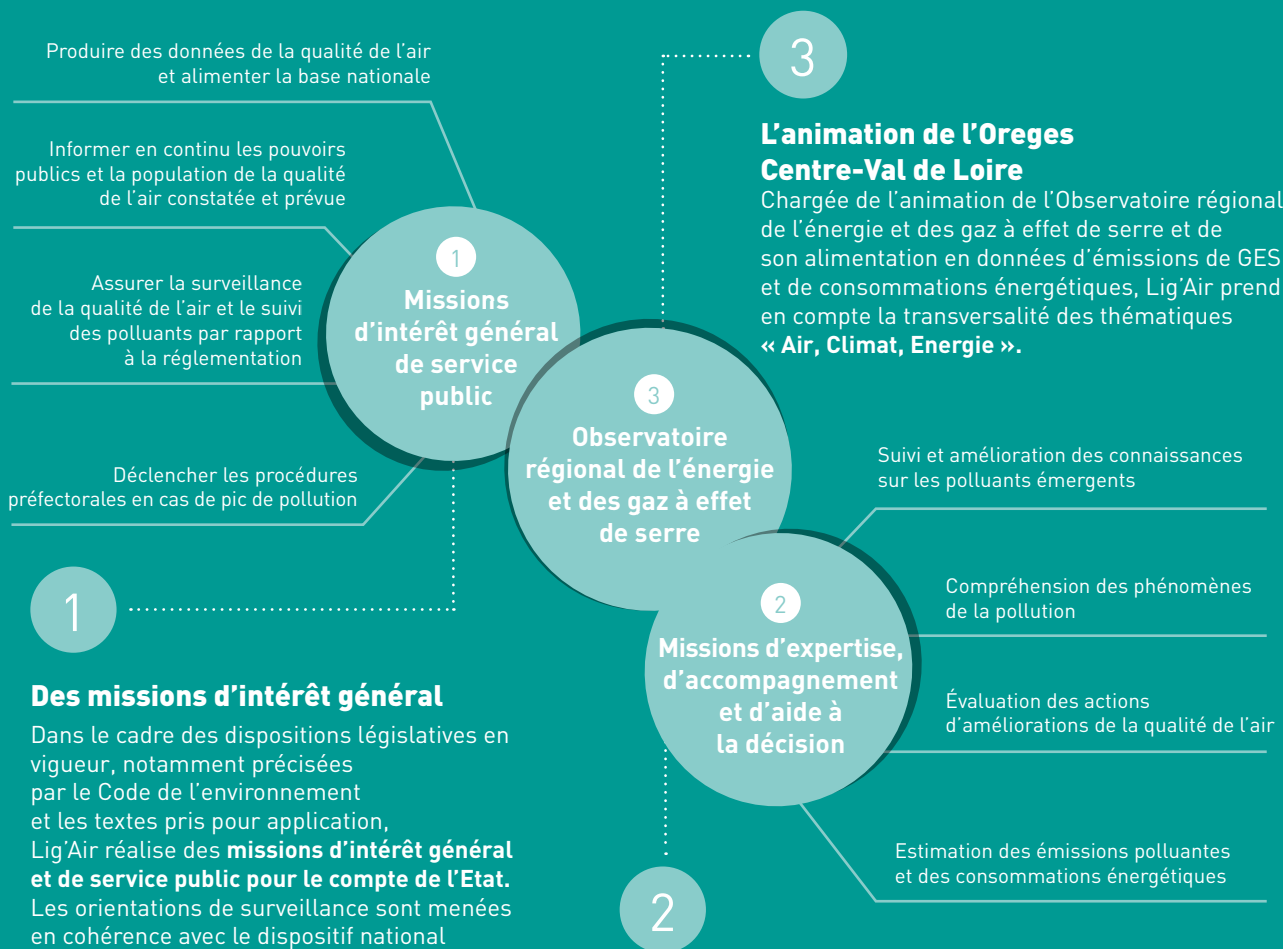 Produire des données de la qualité de l'air
et alimenter la base nationale
Informer en continu les pouvoirs
publics et la population de la qualité
de l'air constatée et prévue
Assurer la surveillance
de la qualité de l'air et le suivi
des polluants par rapport
à la réglementation
Déclencher les procédures
préfectorales en cas de pic de pollution
1
Missions
d'intérêt général
de service
public
3
Observatoire
régional de l'énergie
et des gaz à effet
de serre
2
Missions d'expertise,
d'accompagnement
et d'aide à
la décision
3
L'animation de l'Oreges
Centre-Val de Loire
Chargée de l'animation de l'Observatoire régional
de l'énergie et des gaz à effet de serre et de
son alimentation en données d'émissions de GES
et de consommations énergétiques, Lig'Air prend
en compte la transversalité des thématiques
« Air, Climat, Energie ».
Suivi et amélioration des connaissances
sur les polluants émergents
Compréhension des phénomènes
de la pollution
Évaluation des actions
d'améliorations de la qualité de l'air
Estimation des émissions polluantes
et des consommations énergétiques
1
Des missions d'intérêt général
Dans le cadre des dispositions législatives en
vigueur, notamment précisées
par le Code de l'environnement
et les textes pris pour application,
Lig'Air réalise des missions d'intérêt général
et de service public pour le compte de l'Etat.
Les orientations de surveillance sont menées
en cohérence avec le dispositif national
2